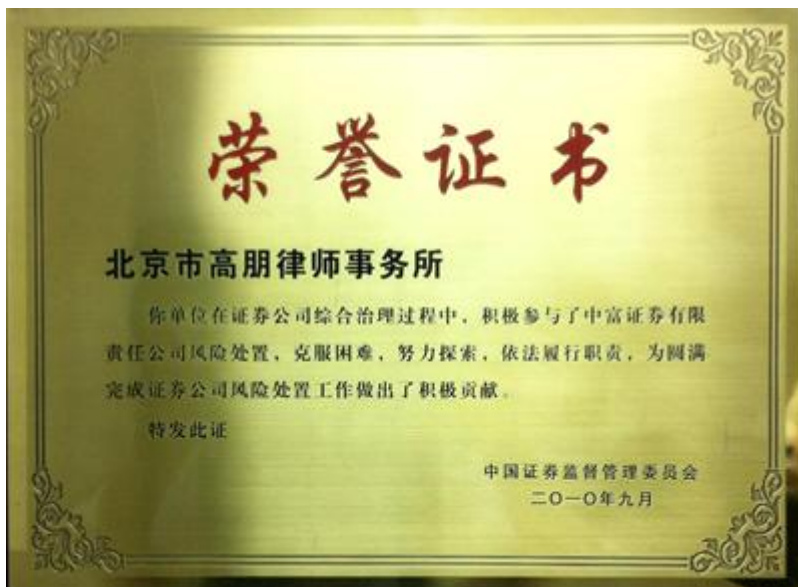 荣誉证书
北京市高朋律师事务所
你单位在证券公司综合治理过程中，积极参与了中富证券有限
责任公司风险处置，克服困难，努力探索，依法履行职责，为圆满
完成证券公司风险处置工作做出了积极贡献。
特发此证
中国证券监督管理委员会
二〇一〇年九月